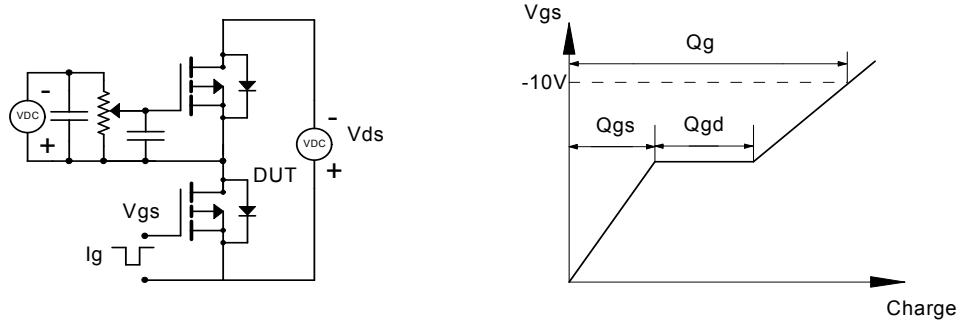 -
VDC
+
-
VDC
+
Vds
DUT
Vgs
Ig
Vgs
Qg
-10V
Qgs
Qgd
Charge